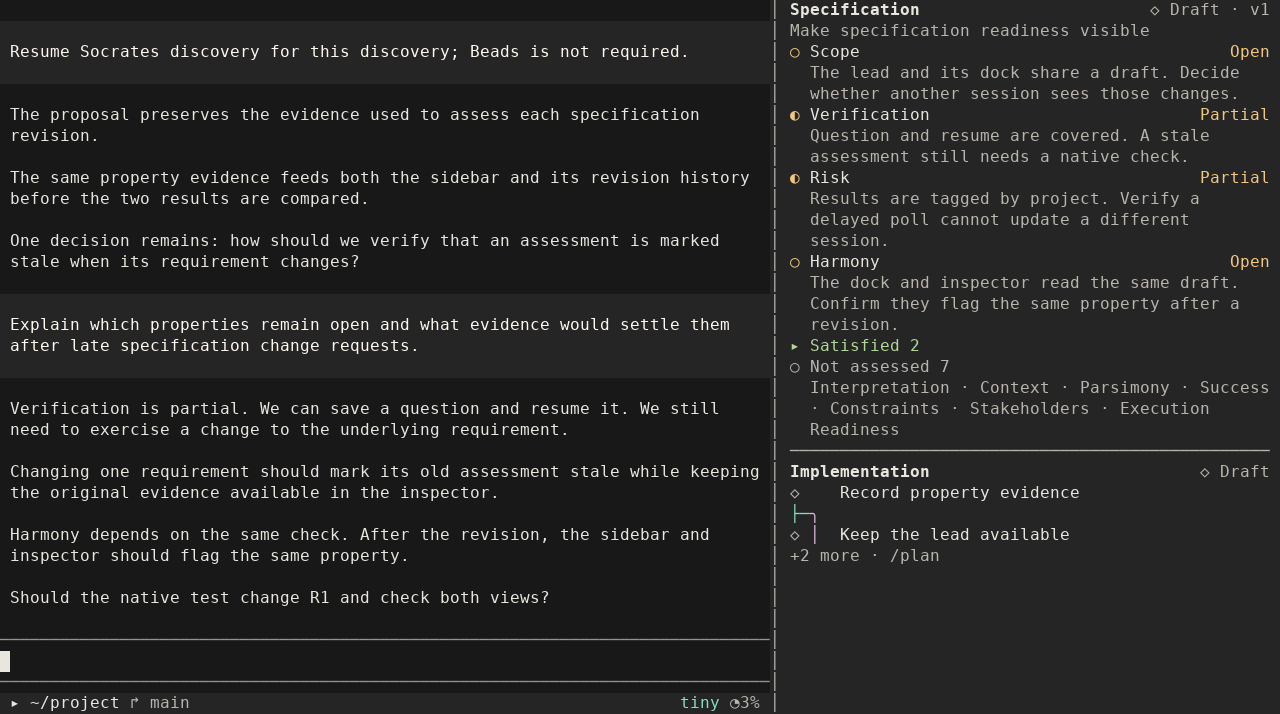 Resume Socrates discovery for this discovery; Beads is not required.
The proposal preserves the evidence used to assess each specification
revision.
The same property evidence feeds both the sidebar and its revision history
before the two results are compared.
One decision remains: how should we verify that an assessment is marked
stale when its requirement changes?
Explain which properties remain open and what evidence would settle them
after late specification change requests.
Verification is partial. We can save a question and resume it. We still
need to exercise a change to the underlying requirement.
Changing one requirement should mark its old assessment stale while keeping
the original evidence available in the inspector.
Harmony depends on the same check. After the revision, the sidebar and
inspector should flag the same property.
Should the native test change R1 and check both views?
▸ ~/project ↱ main tiny ◔3%
Specification ◇ Draft · v1
Make specification readiness visible
○ Scope Open
The lead and its dock share a draft. Decide
whether another session sees those changes.
◐ Verification Partial
Question and resume are covered. A stale
assessment still needs a native check.
◐ Risk Partial
Results are tagged by project. Verify a
delayed poll cannot update a different
session.
○ Harmony Open
The dock and inspector read the same draft.
Confirm they flag the same property after a
revision.
▸ Satisfied 2
○ Not assessed 7
Interpretation · Context · Parsimony · Success
· Constraints · Stakeholders · Execution
Readiness
Implementation ◇ Draft
◇ Record property evidence
◇ Keep the lead available
+2 more · /plan